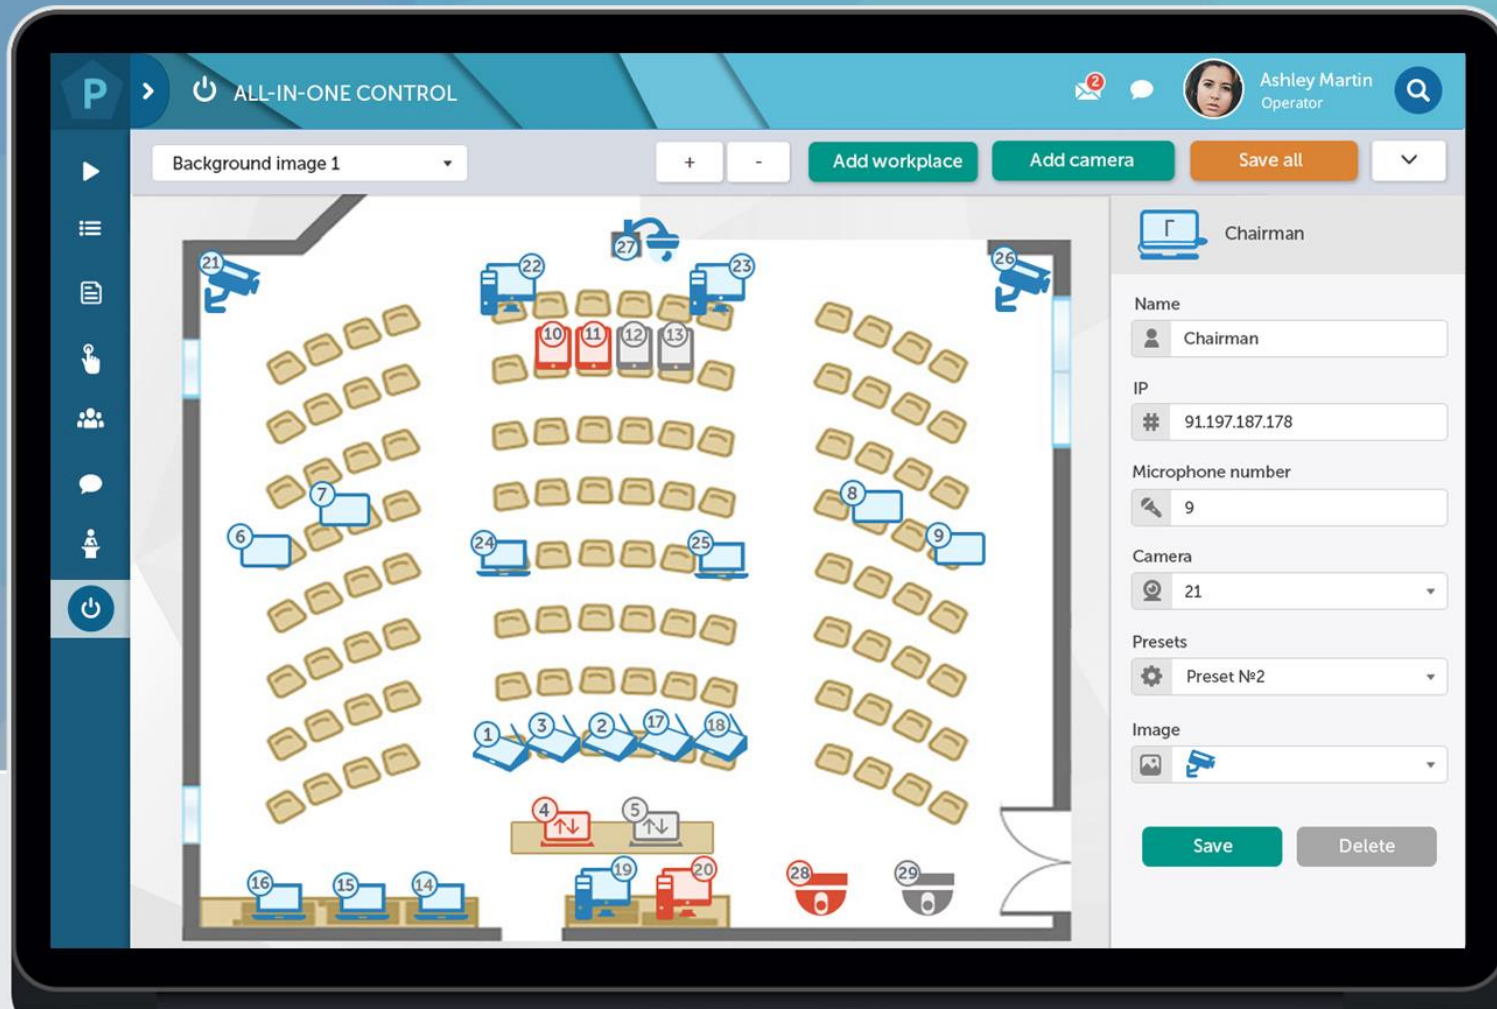 P
ALL-IN-ONE CONTROL
2
Ashley Martin
Operator
Background image 1
+
-
Add workplace
Add camera
Save all
21
27
26
22
23
10
11
12
13
7
6
8
9
24
25
1
3
2
17
18
4
5
16
15
14
19
20
28
29
Chairman
Name
Chairman
IP
91.197.187.178
Microphone number
9
Camera
21
Presets
Preset №2
Image
Save
Delete